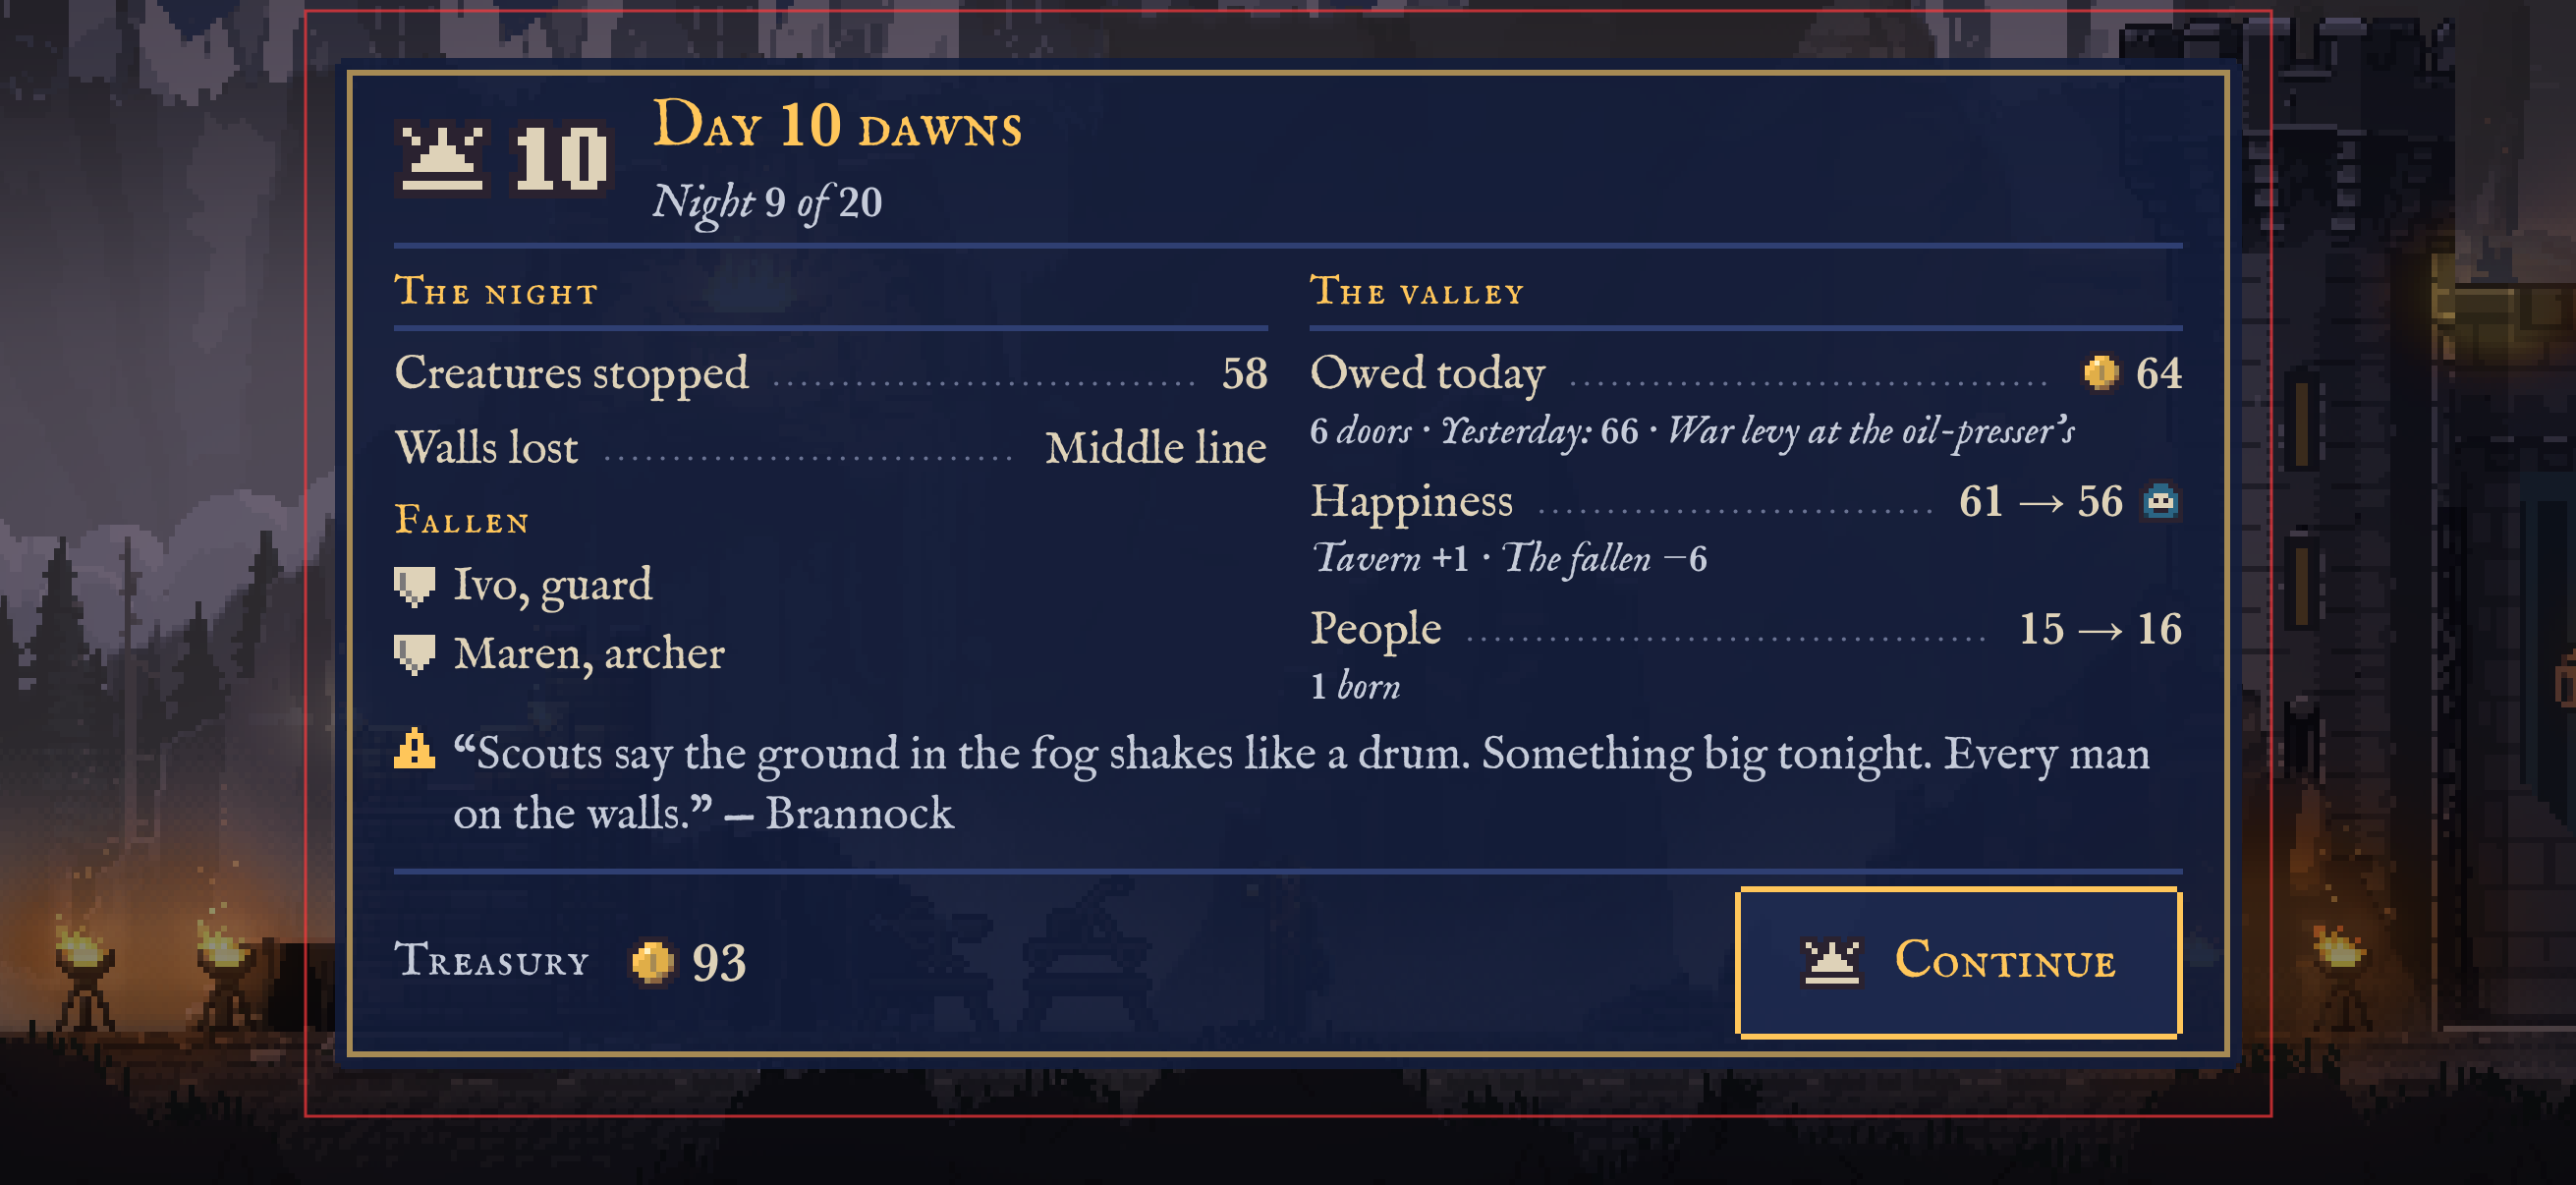 10
Day 10 dawns
Night 9 of 20
The night
Creatures stopped 58
Walls lost Middle line
Fallen
Ivo, guard
Maren, archer
The valley
Owed today 64
6 doors · Yesterday: 66 · War levy at the oil-presser’s
Happiness 61 → 56
Tavern +1 · The fallen −6
People 15 → 16
1 born
“Scouts say the ground in the fog shakes like a drum. Something big tonight. Every man
on the walls.” — Brannock
Treasury 93
Continue